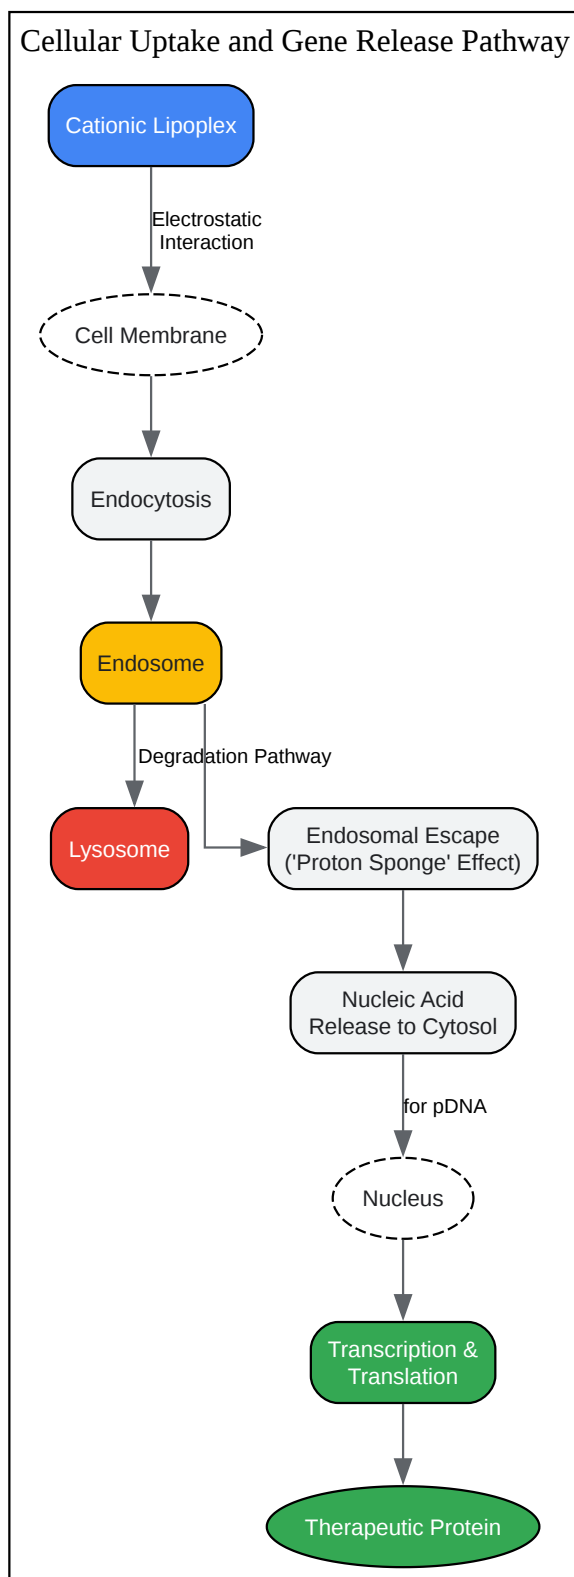 Cellular Uptake and Gene Release Pathway
Cationic Lipoplex
Electrostatic
Interaction
Cell Membrane
Endocytosis
Endosome
Degradation Pathway
Lysosome
Endosomal Escape
('Proton Sponge' Effect)
Nucleic Acid
Release to Cytosol
for pDNA
Nucleus
Transcription &
Translation
Therapeutic Protein